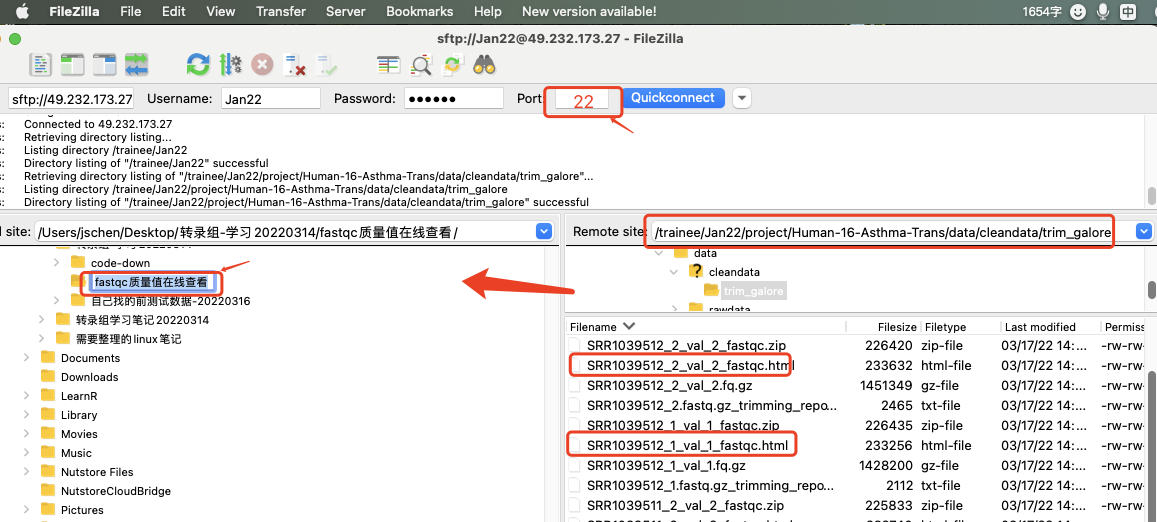 FileZilla File Edit View Transfer Server Bookmarks Help New version available! 1654字 中
sftp://Jan22@49.232.173.27 - FileZilla
sftp://49.232.173.27 Username: Jan22 Password: •••••• Port: 22 Quickconnect
s: Connected to 49.232.173.27
s: Retrieving directory listing...
s: Listing directory /trainee/Jan22
s: Directory listing of "/trainee/Jan22" successful
s: Retrieving directory listing of "/trainee/Jan22/project/Human-16-Asthma-Trans/data/cleandata/trim_galore"...
s: Listing directory /trainee/Jan22/project/Human-16-Asthma-Trans/data/cleandata/trim_galore
s: Directory listing of "/trainee/Jan22/project/Human-16-Asthma-Trans/data/cleandata/trim_galore" successful
l site: /Users/jschen/Desktop/转录组-学习20220314/fastqc质量值在线查看/
code-down
fastqc质量值在线查看
自己找的前测试数据-20220316
转录组学习笔记20220314
需要整理的linux笔记
Documents
Downloads
LearnR
Library
Movies
Music
Nutstore Files
NutstoreCloudBridge
Pictures
Remote site: /trainee/Jan22/project/Human-16-Asthma-Trans/data/cleandata/trim_galore
data
? cleandata
trim_galore
rawdata
Filename Filesize Filetype Last modified Permiss
SRR1039512_2_val_2_fastqc.zip 226420 zip-file 03/17/22 14:... -rw-rw-
SRR1039512_2_val_2_fastqc.html 233632 html-file 03/17/22 14:... -rw-rw-
SRR1039512_2_val_2.fq.gz 1451349 gz-file 03/17/22 14:... -rw-rw-
SRR1039512_2.fastq.gz_trimming_repo... 2465 txt-file 03/17/22 14:... -rw-rw-
SRR1039512_1_val_1_fastqc.zip 226435 zip-file 03/17/22 14:... -rw-rw-
SRR1039512_1_val_1_fastqc.html 233256 html-file 03/17/22 14:... -rw-rw-
SRR1039512_1_val_1.fq.gz 1428200 gz-file 03/17/22 14:... -rw-rw-
SRR1039512_1.fastq.gz_trimming_repo... 2112 txt-file 03/17/22 14:... -rw-rw-
SRR1039511_2_val_2_fastqc.zip 225833 zip-file 03/17/22 14:... -rw-rw-